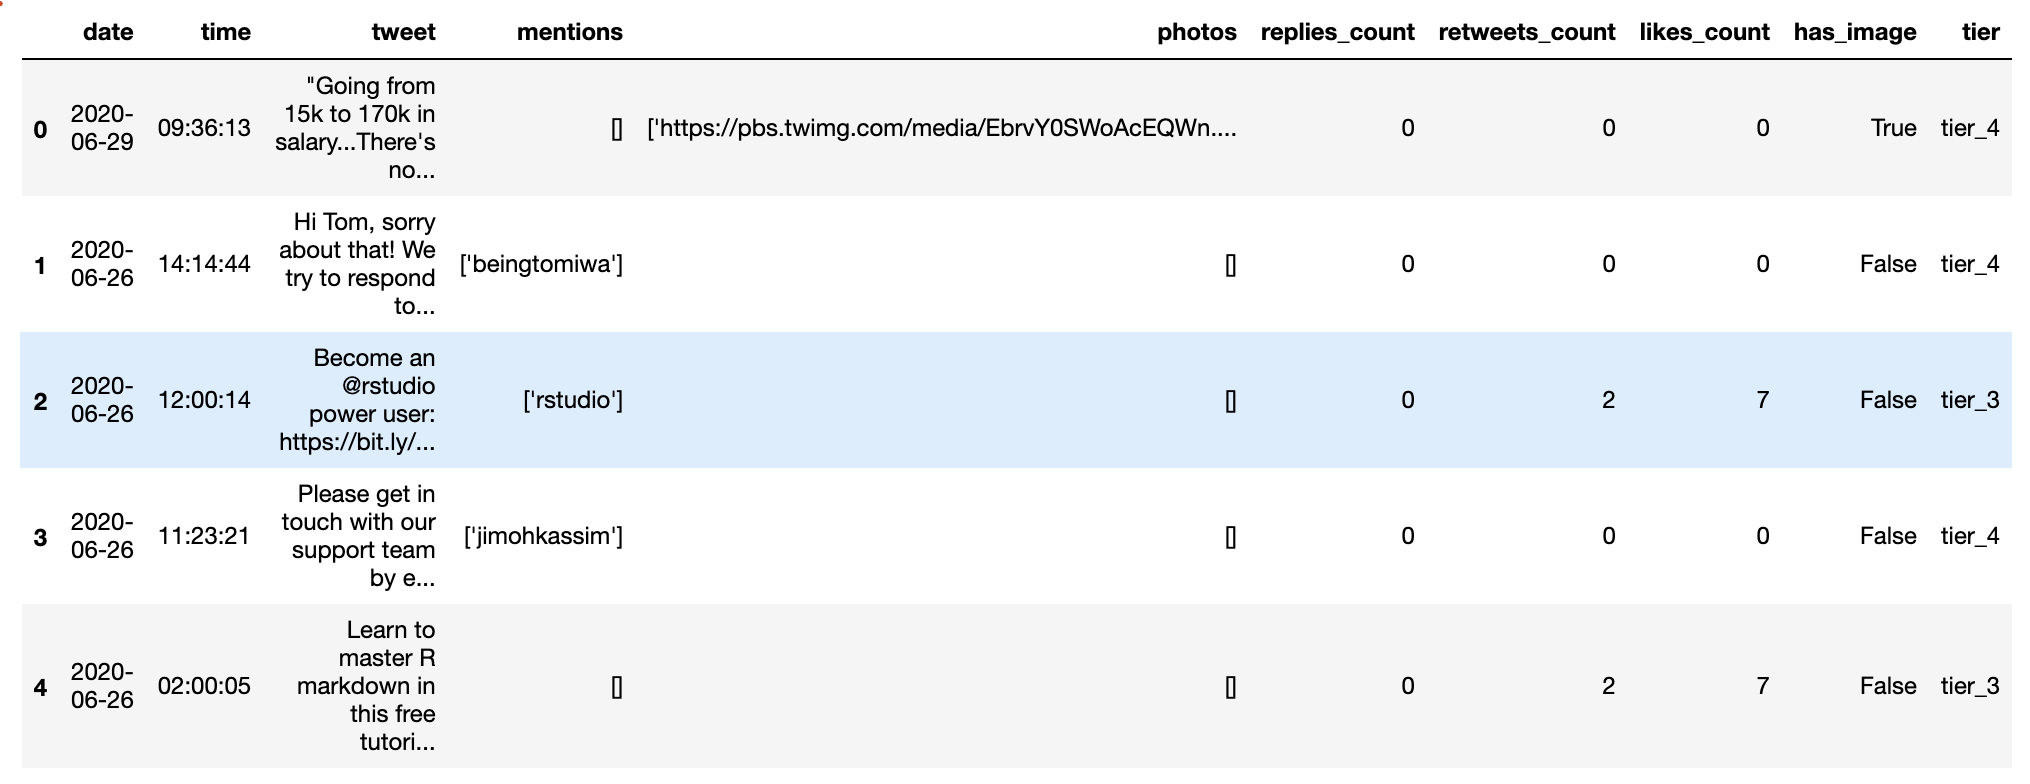 date time tweet mentions photos replies_count retweets_count likes_count has_image tier
0 2020-06-29 09:36:13 "Going from 15k to 170k in salary...There's no... [] ['https://pbs.twimg.com/media/EbrvY0SWoAcEQWn.... 0 0 0 True tier_4
1 2020-06-26 14:14:44 Hi Tom, sorry about that! We try to respond to... ['beingtomiwa'] [] 0 0 0 False tier_4
2 2020-06-26 12:00:14 Become an @rstudio power user: https://bit.ly/... ['rstudio'] [] 0 2 7 False tier_3
3 2020-06-26 11:23:21 Please get in touch with our support team by e... ['jimohkassim'] [] 0 0 0 False tier_4
4 2020-06-26 02:00:05 Learn to master R markdown in this free tutori... [] [] 0 2 7 False tier_3